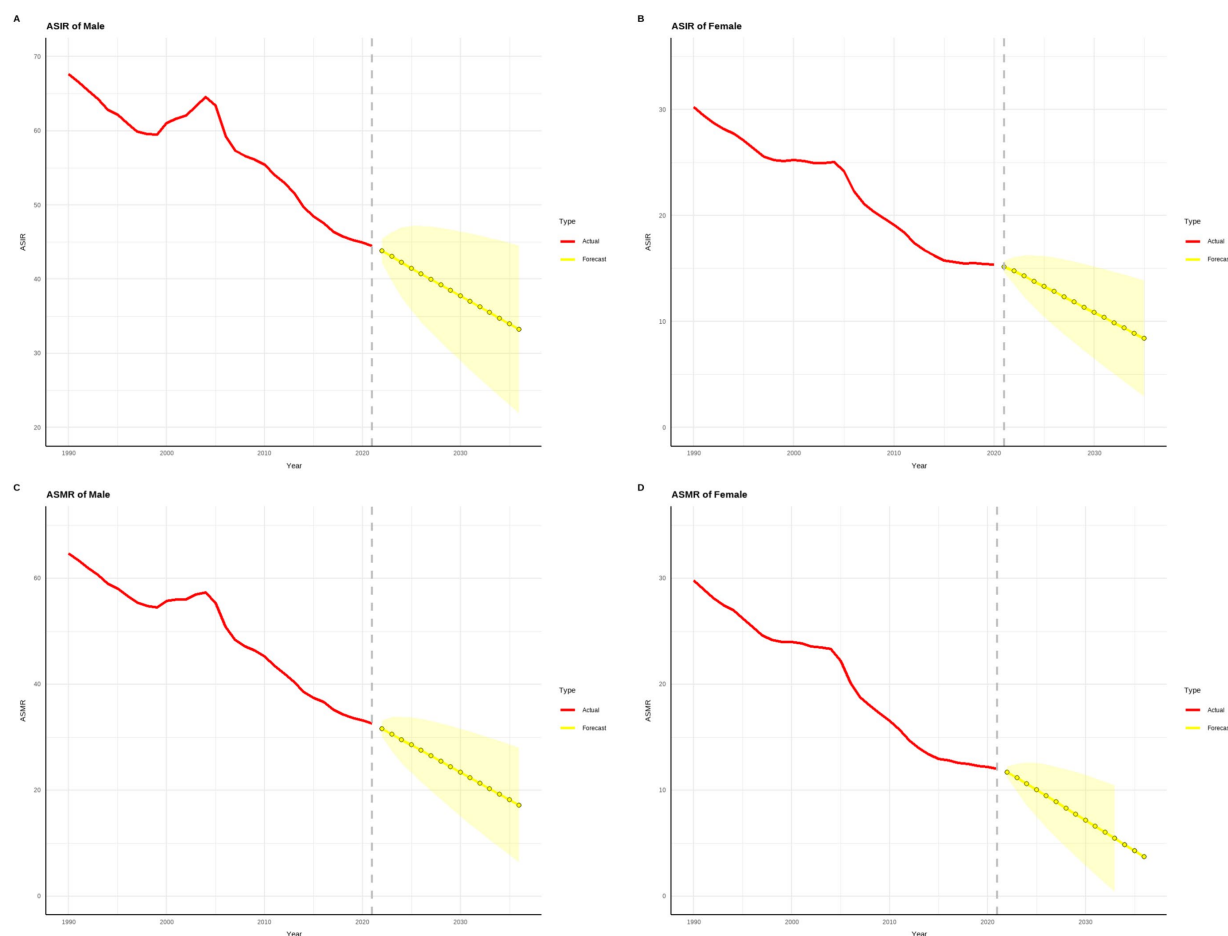 A
ASIR of Male
70
60
50
40
30
20
ASIR
1990
2000
2010
2020
2030
Year
Type
Actual
Forecast
B
ASIR of Female
30
20
10
0
ASIR
1990
2000
2010
2020
2030
Year
Type
Actual
Forecas
C
ASMR of Male
60
40
20
0
ASMR
1990
2000
2010
2020
2030
Year
Type
Actual
Forecast
D
ASMR of Female
30
20
10
0
ASMR
1990
2000
2010
2020
2030
Year
Type
Actual
Forecas